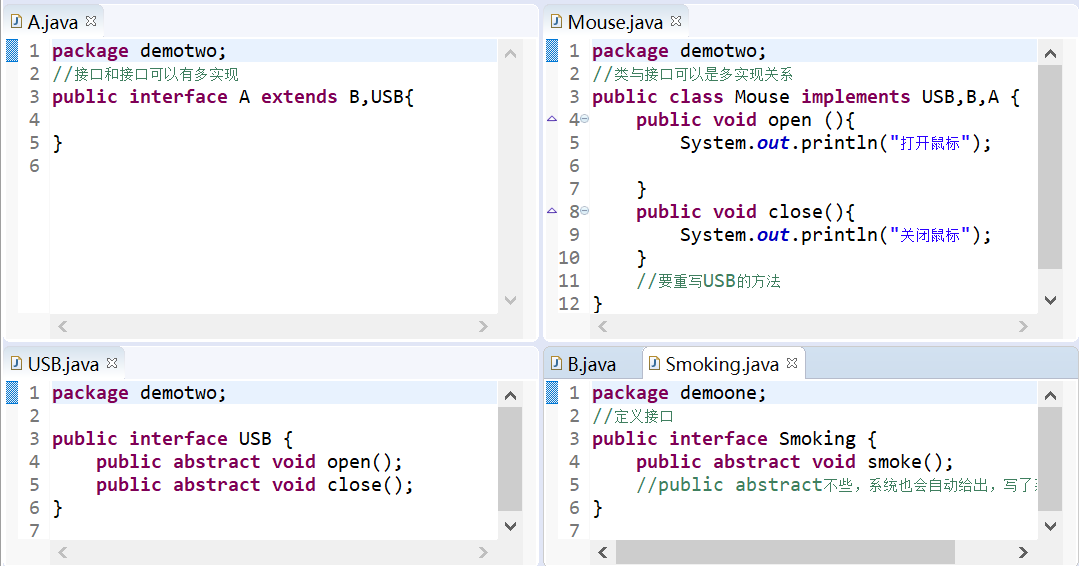 A.java
1 package demotwo;
2 //接口和接口可以有多实现
3 public interface A extends B,USB{
4
5 }
6
Mouse.java
1 package demotwo;
2 //类与接口可以是多实现关系
3 public class Mouse implements USB,B,A {
4 public void open (){
5 System.out.println("打开鼠标");
6
7 }
8 public void close(){
9 System.out.println("关闭鼠标");
10 }
11 //要重写USB的方法
12 }
USB.java
1 package demotwo;
2
3 public interface USB {
4 public abstract void open();
5 public abstract void close();
6 }
7
B.java Smoking.java
1 package demoone;
2 //定义接口
3 public interface Smoking {
4 public abstract void smoke();
5 //public abstract不些，系统也会自动给出，写了
6 }
7